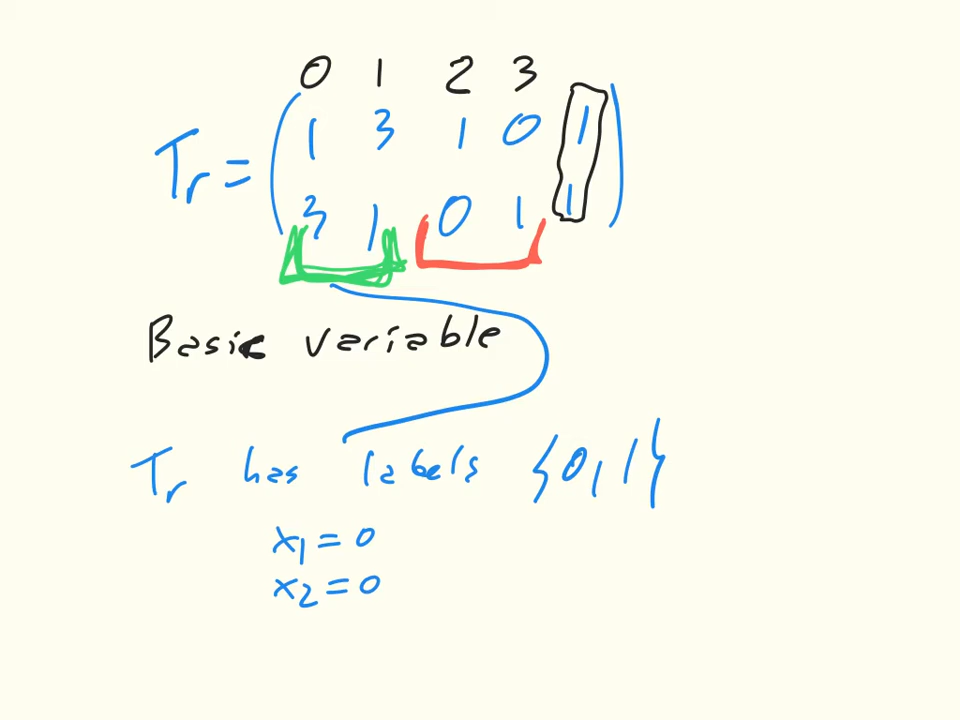 0 1 2 3
1 3 1 0 1
Tr =
3 1 0 1 1
Basic variable
Tr has labels {0, 1}
x1 = 0
x2 = 0